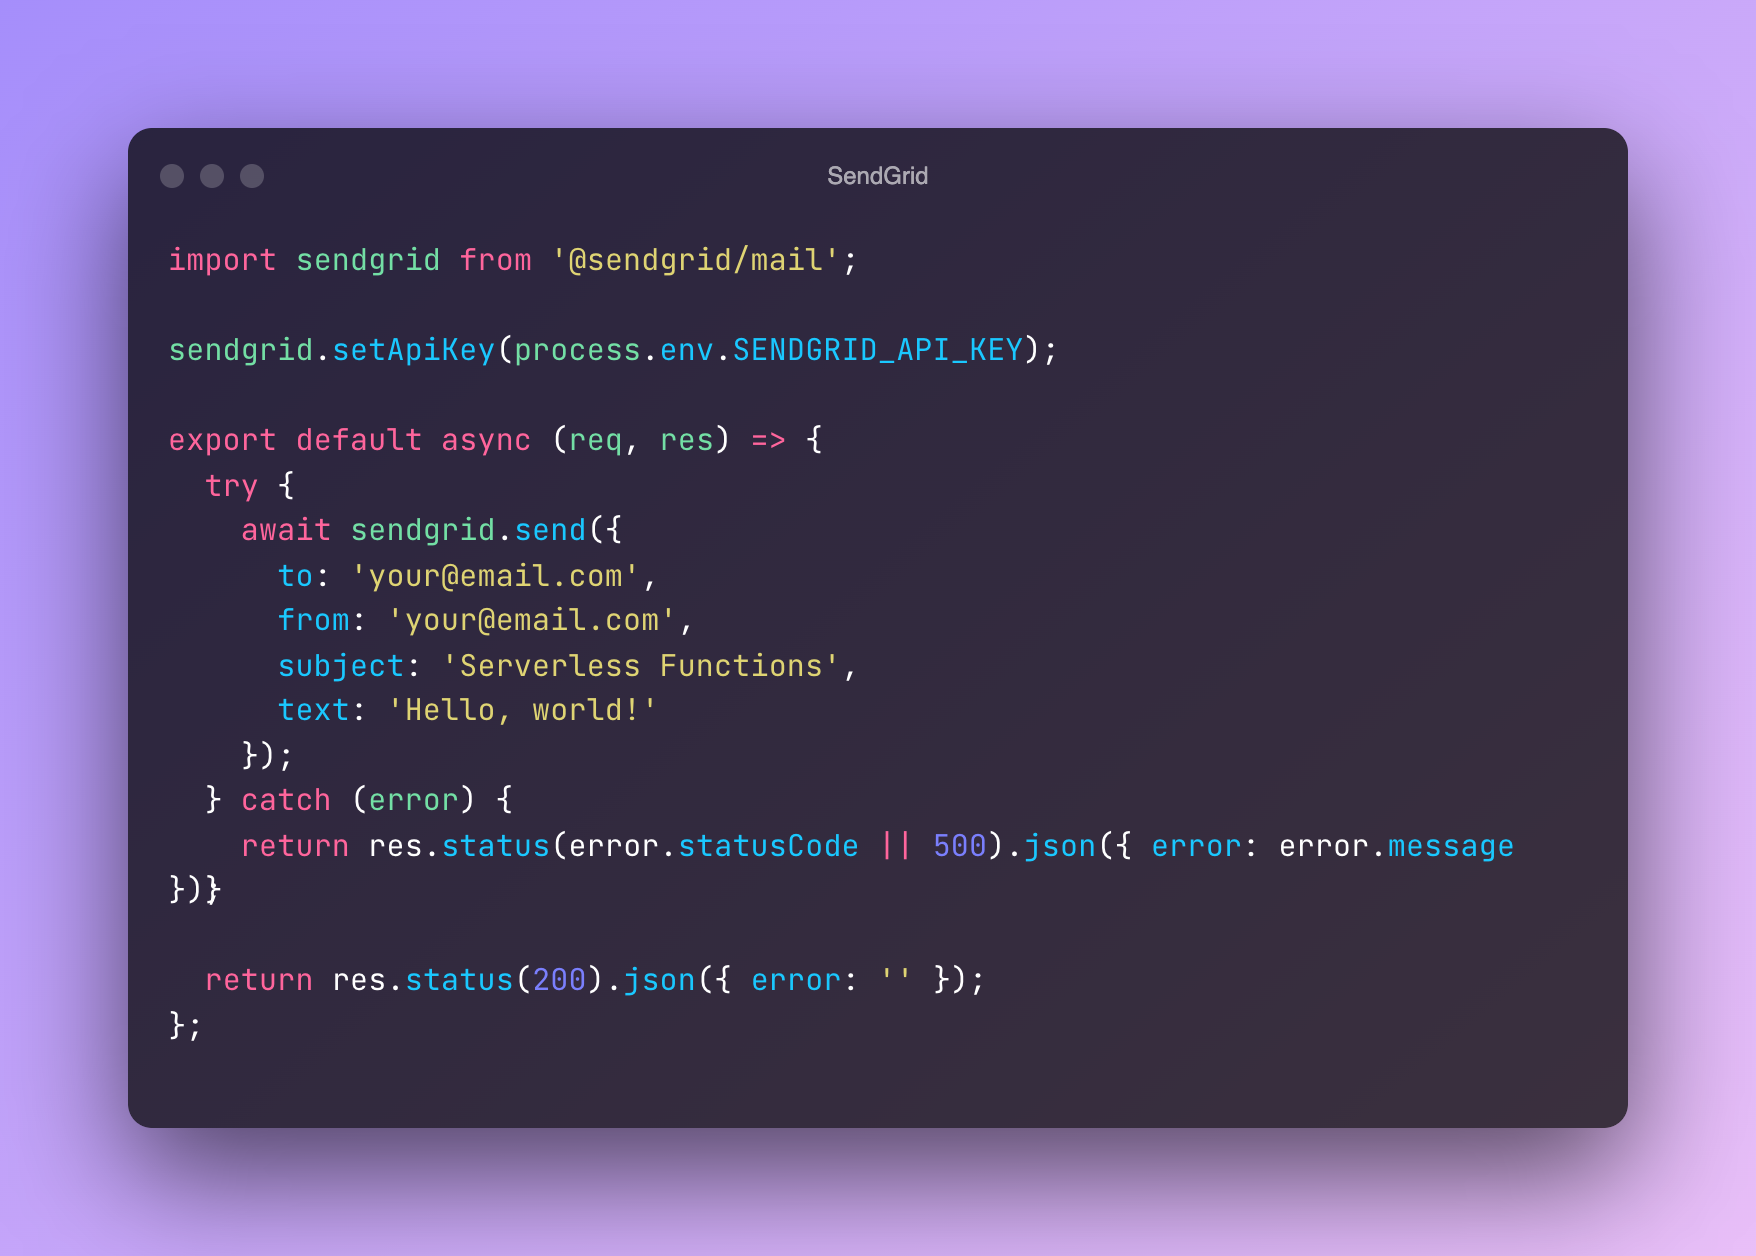 SendGrid
import sendgrid from '@sendgrid/mail';
sendgrid.setApiKey(process.env.SENDGRID_API_KEY);
export default async (req, res) => {
  try {
    await sendgrid.send({
      to: 'your@email.com',
      from: 'your@email.com',
      subject: 'Serverless Functions',
      text: 'Hello, world!'
    });
  } catch (error) {
    return res.status(error.statusCode || 500).json({ error: error.message
});}
  return res.status(200).json({ error: '' });
};